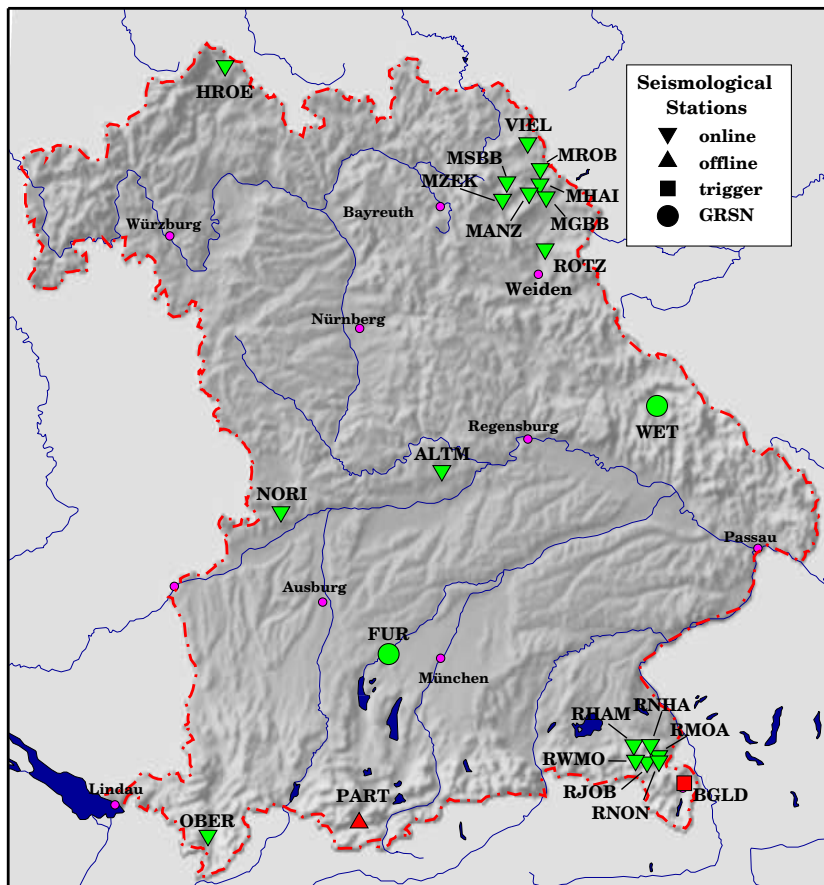 Seismological
Stations
online
offline
trigger
GRSN
HROE
VIEL
MSBB
MROB
MZEK
MHAI
Bayreuth
MGBB
MANZ
Würzburg
ROTZ
Weiden
Nürnberg
Regensburg
WET
ALTM
NORI
Passau
Ausburg
FUR
München
RNHA
RHAM
RMOA
RWMO
Lindau
RJOB
BGLD
PART
RNON
OBER